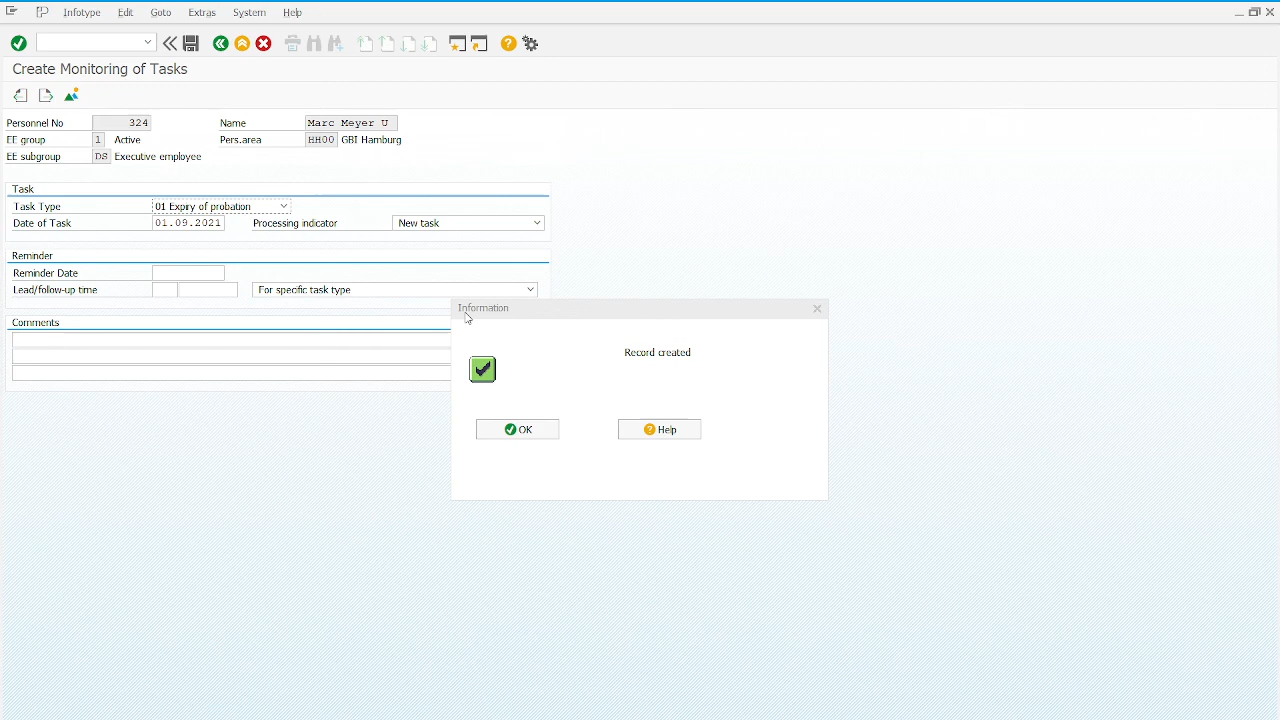 Infotype Edit Goto Extras System Help
Create Monitoring of Tasks
Personnel No 324 Name Marc Meyer U
EE group 1 Active Pers.area HH00 GBI Hamburg
EE subgroup DS Executive employee
Task
Task Type 01 Expiry of probation
Date of Task 01.09.2021 Processing indicator New task
Reminder
Reminder Date
Lead/follow-up time For specific task type
Information
Comments
Record created
OK Help